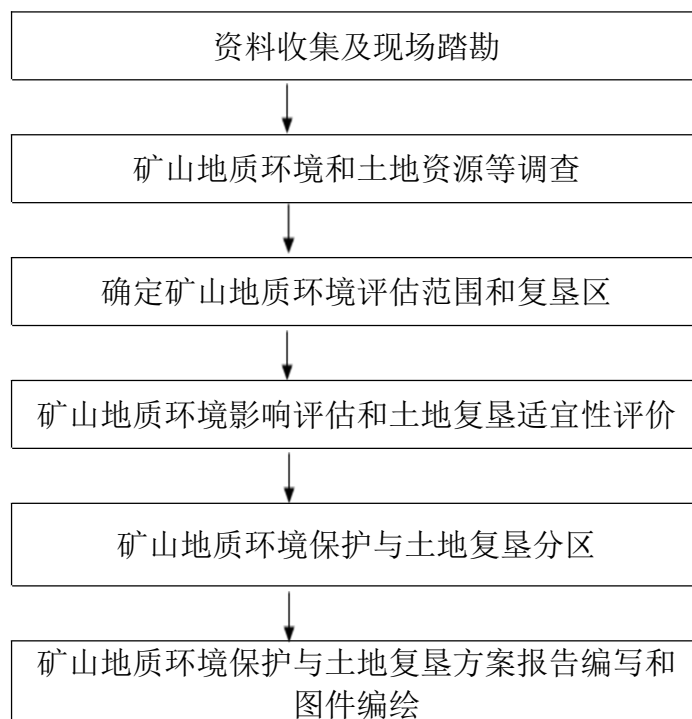 资料收集及现场踏勘
矿山地质环境和土地资源等调查
确定矿山地质环境评估范围和复垦区
矿山地质环境影响评估和土地复垦适宜性评价
矿山地质环境保护与土地复垦分区
矿山地质环境保护与土地复垦方案报告编写和
图件编绘